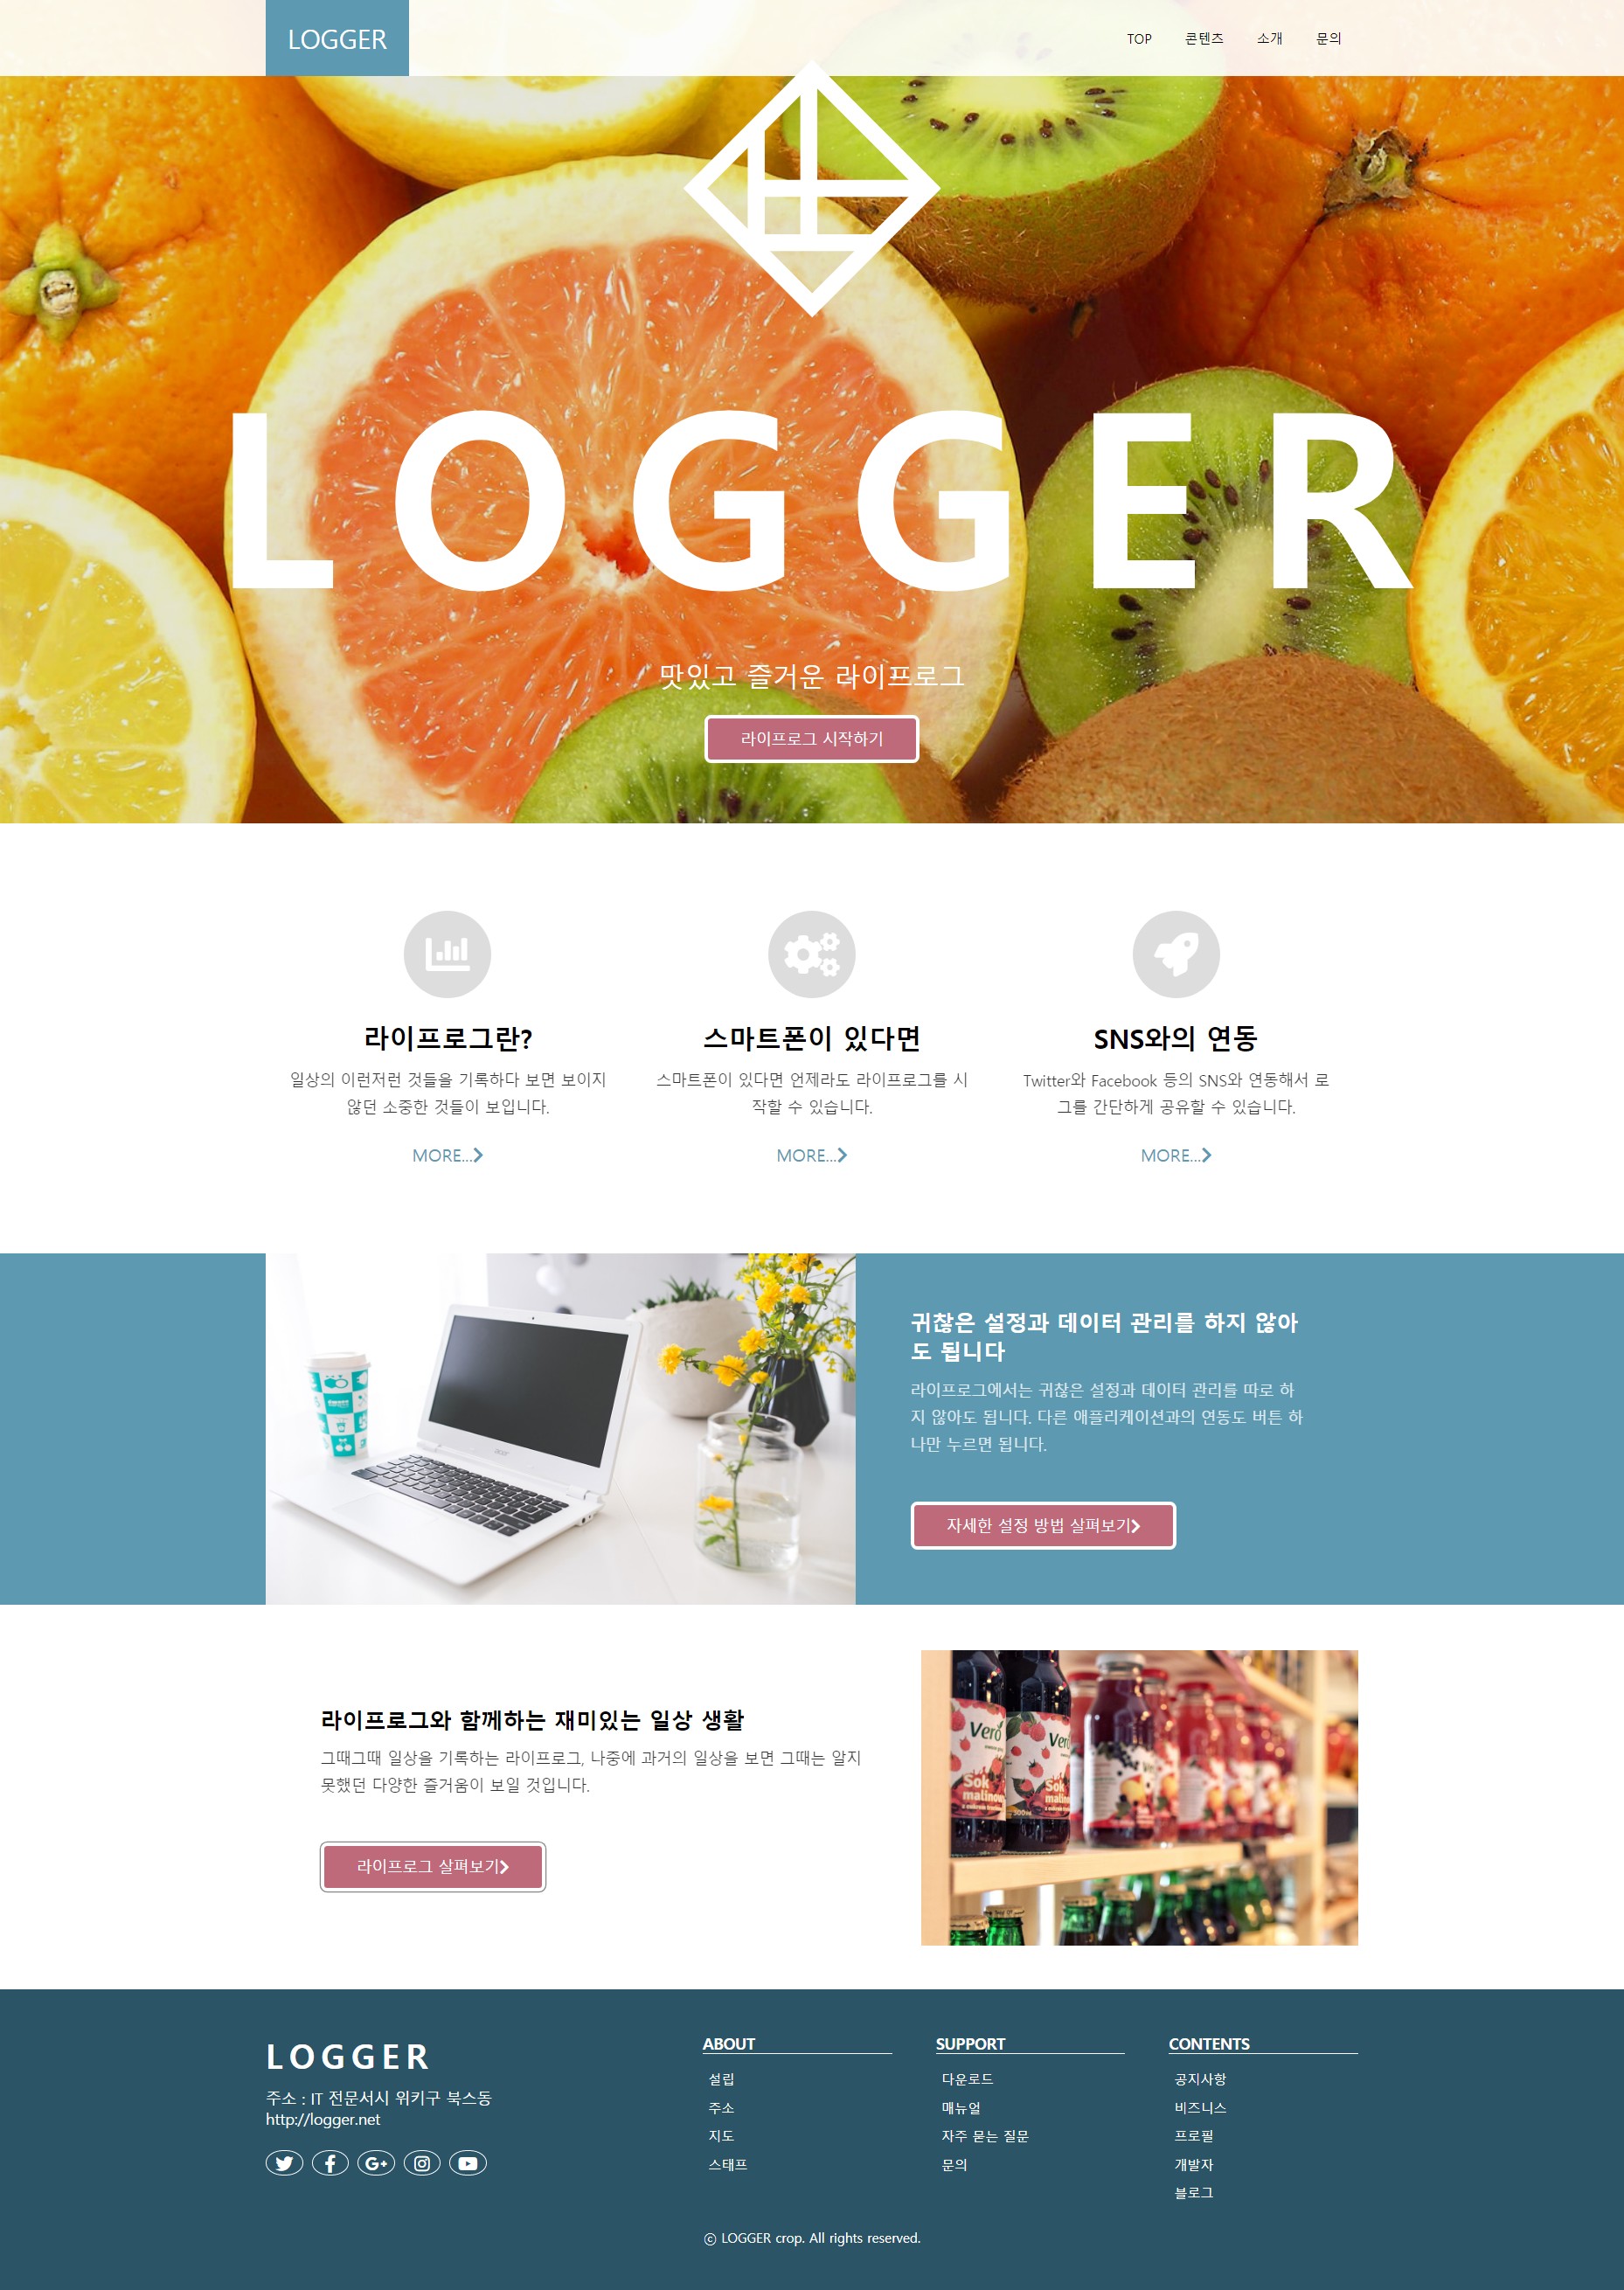 LOGGER
TOP 콘텐츠 소개 문의
LOGGER
맛있고 즐거운 라이프로그
라이프로그 시작하기
라이프로그란?
일상의 이런저런 것들을 기록하다 보면 보이지
않던 소중한 것들이 보입니다.
MORE...
스마트폰이 있다면
스마트폰이 있다면 언제라도 라이프로그를 시
작할 수 있습니다.
MORE...
SNS와의 연동
Twitter와 Facebook 등의 SNS와 연동해서 로
그를 간단하게 공유할 수 있습니다.
MORE...
귀찮은 설정과 데이터 관리를 하지 않아
도 됩니다
라이프로그에서는 귀찮은 설정과 데이터 관리를 따로 하
지 않아도 됩니다. 다른 애플리케이션과의 연동도 버튼 하
나만 누르면 됩니다.
자세한 설정 방법 살펴보기
acer
라이프로그와 함께하는 재미있는 일상 생활
그때그때 일상을 기록하는 라이프로그, 나중에 과거의 일상을 보면 그때는 알지
못했던 다양한 즐거움이 보일 것입니다.
라이프로그 살펴보기
Vero
Sok
malinow
Vero
Sok
malin
LOGGER
주소 : IT 전문서시 위키구 북스동
http://logger.net
ABOUT
설립
주소
지도
스태프
SUPPORT
다운로드
매뉴얼
자주 묻는 질문
문의
CONTENTS
공지사항
비즈니스
프로필
개발자
블로그
ⓒ LOGGER crop. All rights reserved.